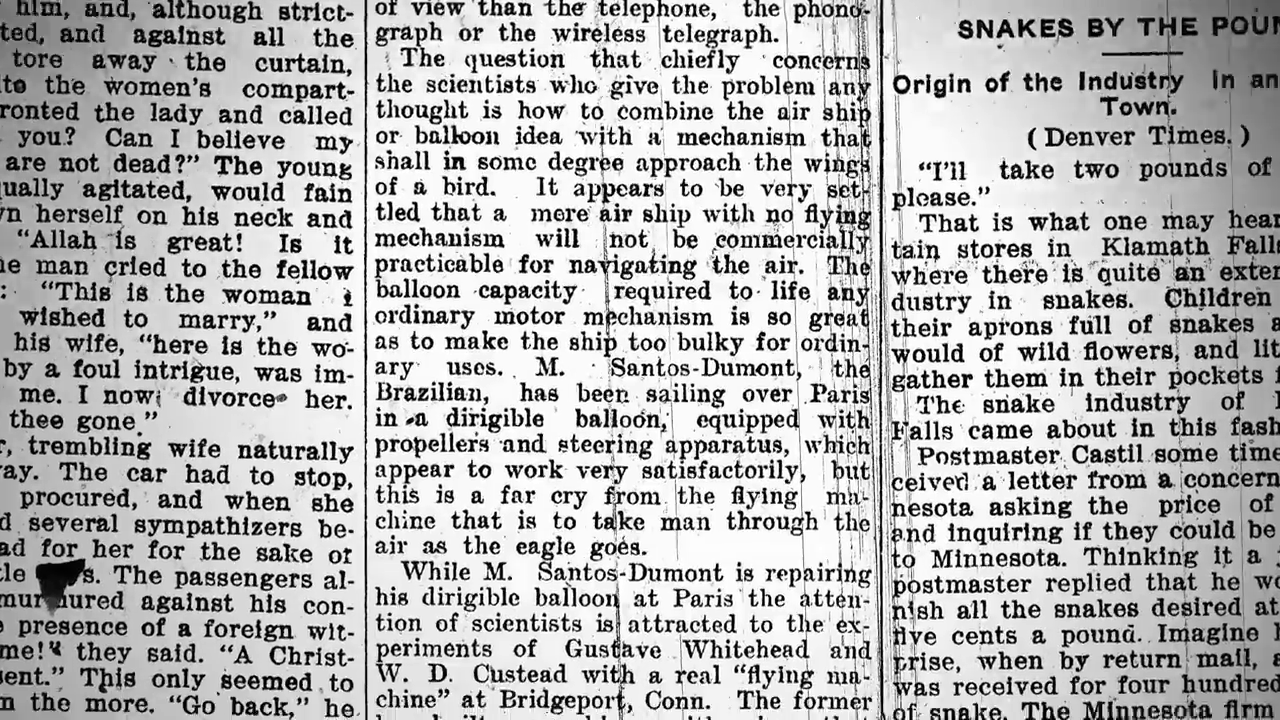 him, and, although strict-
ted, and against all the
tore away the curtain,
the women's compart-
ronted the lady and called
you? Can I believe my
are not dead?" The young
ually agitated, would fain
herself on his neck and
"Allah is great! Is it
man cried to the fellow
: "This is the woman I
wished to marry," and
his wife, "here is the wo-
by a foul intrigue, was im-
me. I now divorce her.
thee gone."
, trembling wife naturally
The car had to stop,
procured, and when she
several sympathizers be-
for her for the sake of
s. The passengers al-
against his con-
presence of a foreign wit-
me!" they said. "A Christ-
This only seemed to
the more. "Go back," he
of view than the telephone, the phono-
graph or the wireless telegraph.
The question that chiefly concerns
the scientists who give the problem any
thought is how to combine the air ship
or balloon idea with a mechanism that
shall in some degree approach the wings
of a bird. It appears to be very set-
tled that a mere air ship with no flying
mechanism will not be commercially
practicable for navigating the air. The
balloon capacity required to life any
ordinary motor mechanism is so great
as to make the ship too bulky for ordin-
ary uses. M. Santos-Dumont, the
Brazilian, has been sailing over Paris
in a dirigible balloon, equipped with
propellers and steering apparatus, which
appear to work very satisfactorily, but
this is a far cry from the flying ma-
chine that is to take man through the
air as the eagle goes.
While M. Santos-Dumont is repairing
his dirigible balloon at Paris the atten-
tion of scientists is attracted to the ex-
periments of Gustave Whitehead and
W. D. Custead with a real "flying ma-
chine" at Bridgeport, Conn. The former
SNAKES BY THE POU
Origin of the Industry in an
Town.
(Denver Times.)
"I'll take two pounds of
please."
That is what one may hear
tain stores in Klamath Falls
where there is quite an exten
dustry in snakes. Children
their aprons full of snakes a
would of wild flowers, and lit
gather them in their pockets
The snake industry of
Falls came about in this fash
Postmaster Castil some time
ceived a letter from a concern
nesota asking the price of
and inquiring if they could be
to Minnesota. Thinking it a
postmaster replied that he wo
nish all the snakes desired at
five cents a pound. Imagine
prise, when by return mail,
was received for four hundred
of snake. The Minnesota firm